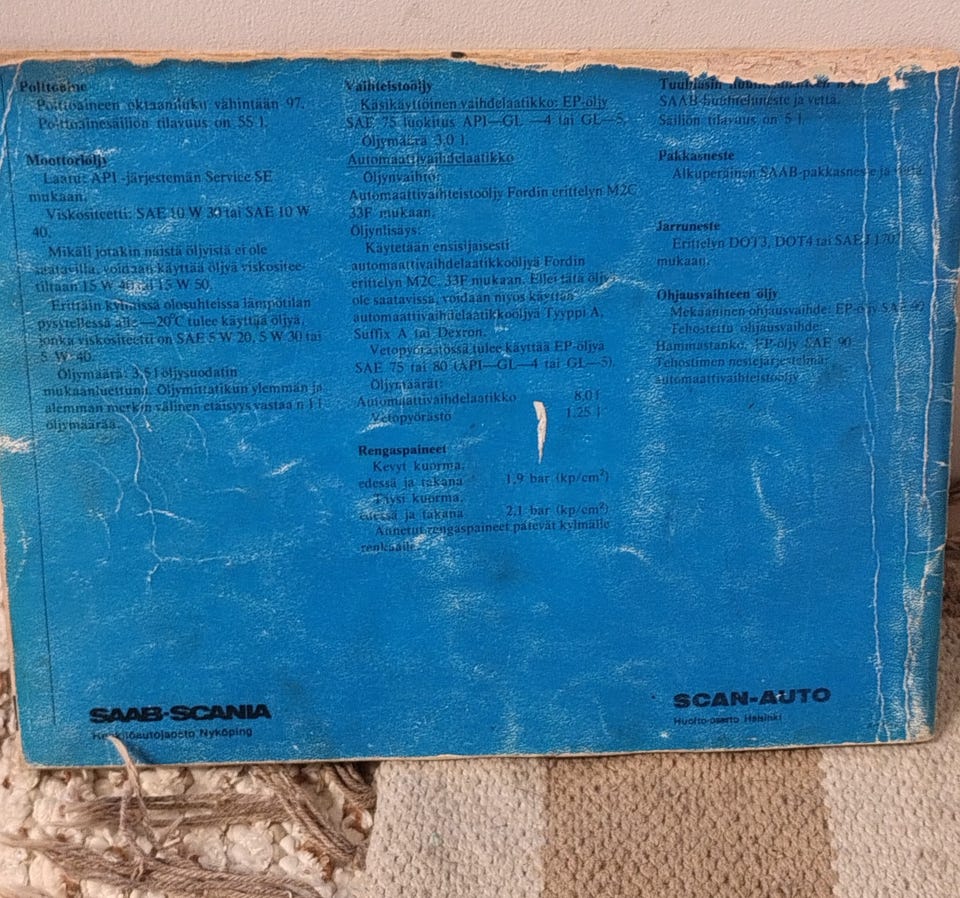 Polttoaine
Polttoaineen oktaaniluku vähintään 97.
Polttoainesäiliön tilavuus on 55 l.
Moottoriöljy
Laatu: API -järjestemän Service SE
mukaan.
Viskositeetti: SAE 10 W 30 tai SAE 10 W
40.
Mikäli jotakin näistä öljyistä ei ole
saatavilla, voidaan käyttää öljyä viskositee-
tiltaan 15 W 40 tai 15 W 50.
Erittäin kylmissä olosuhteissa lämpötilan
pysytellessä alle —20°C tulee käyttää öljyä,
jonka viskositeetti on SAE 5 W 20, 5 W 30 tai
5 W 40.
Öljymäärä: 3,5 l öljysuodatin
mukaanluettuna. Öljymittatikun ylemmän ja
alemman merkin välinen etäisyys vastaa n 1 l
öljymäärää.
Vaihteistoöljy
Käsikäyttöinen vaihdelaatikko: EP-öljy
SAE 75 luokitus API—GL —4 tai GL—5.
Öljymäärä 3,0 l.
Automaattivaihdelaatikko
Öljynvaihto:
Automaattivaihteistoöljy Fordin erittelyn M2C
33F mukaan.
Öljynlisäys:
Käytetään ensisijaisesti
automaattivaihdelaatikkoöljyä Fordin
erittelyn M2C. 33F mukaan. Ellei tätä öljyä
ole saatavissa, voidaan myös käyttää
automaattivaihdelaatikkoöljyä Tyyppi A,
Suffix A tai Dexron.
Vetopyörästössä tulee käyttää EP-öljyä
SAE 75 tai 80 (API—GL—4 tai GL—5).
Öljymäärät:
Automaattivaihdelaatikko 8,0 l
Vetopyörästö 1,25 l
Rengaspaineet
Kevyt kuorma,
edessä ja takana 1,9 bar (kp/cm²)
Täysi kuorma,
edessä ja takana 2,1 bar (kp/cm²)
Annetut rengaspaineet pätevät kylmälle
renkaalle.
Tuulilasin
SAAB-huuhteluneste ja vettä.
Säiliön tilavuus on 5 l.
Pakkasneste
Alkuperäinen SAAB-pakkasneste ja vettä
Jarruneste
Erittelyn DOT3, DOT4 tai SAE J 170
mukaan.
Ohjausvaihteen öljy
Mekaaninen ohjausvaihde: EP-öljy SAE
Tehostettu ohjausvaihde:
Hammastanko, EP-öljy SAE 90
Tehostimen nestejärjestelmä:
automaattivaihteistoöljy
SAAB-SCANIA
Henkilöautojaosto Nyköping
SCAN-AUTO
Huolto-osasto Helsinki